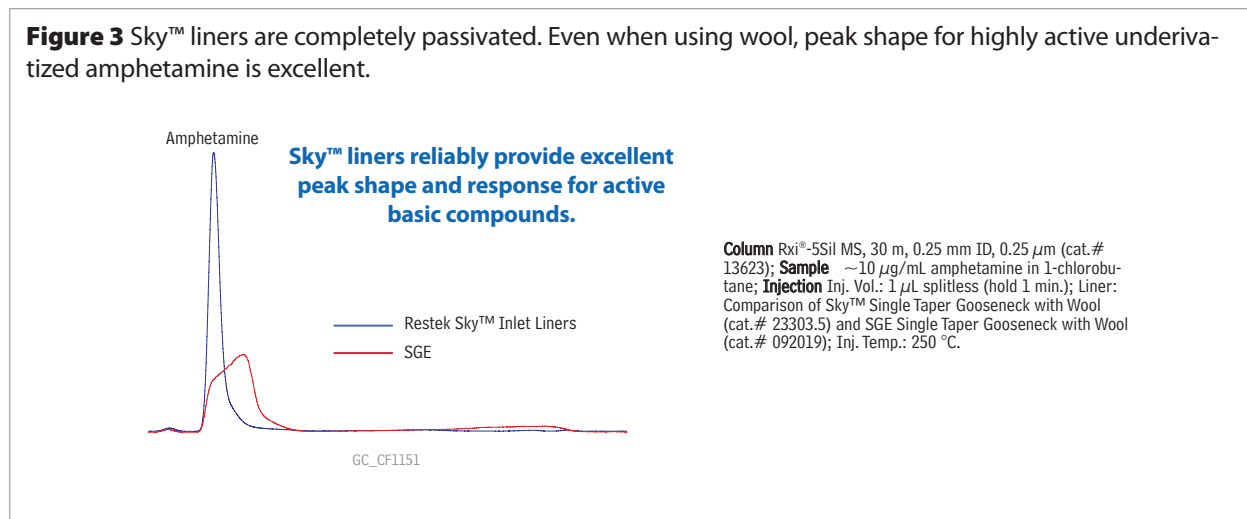 Figure 3 Sky™ liners are completely passivated. Even when using wool, peak shape for highly active underiva-
tized amphetamine is excellent.
Amphetamine
Sky™ liners reliably provide excellent
peak shape and response for active
basic compounds.
Restek Sky™ Inlet Liners
SGE
GC_CF1151
Column Rxi®-5Sil MS, 30 m, 0.25 mm ID, 0.25 µm (cat.#
13623); Sample ~10 µg/mL amphetamine in 1-chlorobu-
tane; Injection Inj. Vol.: 1 µL splitless (hold 1 min.); Liner:
Comparison of Sky™ Single Taper Gooseneck with Wool
(cat.# 23303.5) and SGE Single Taper Gooseneck with Wool
(cat.# 092019); Inj. Temp.: 250 °C.